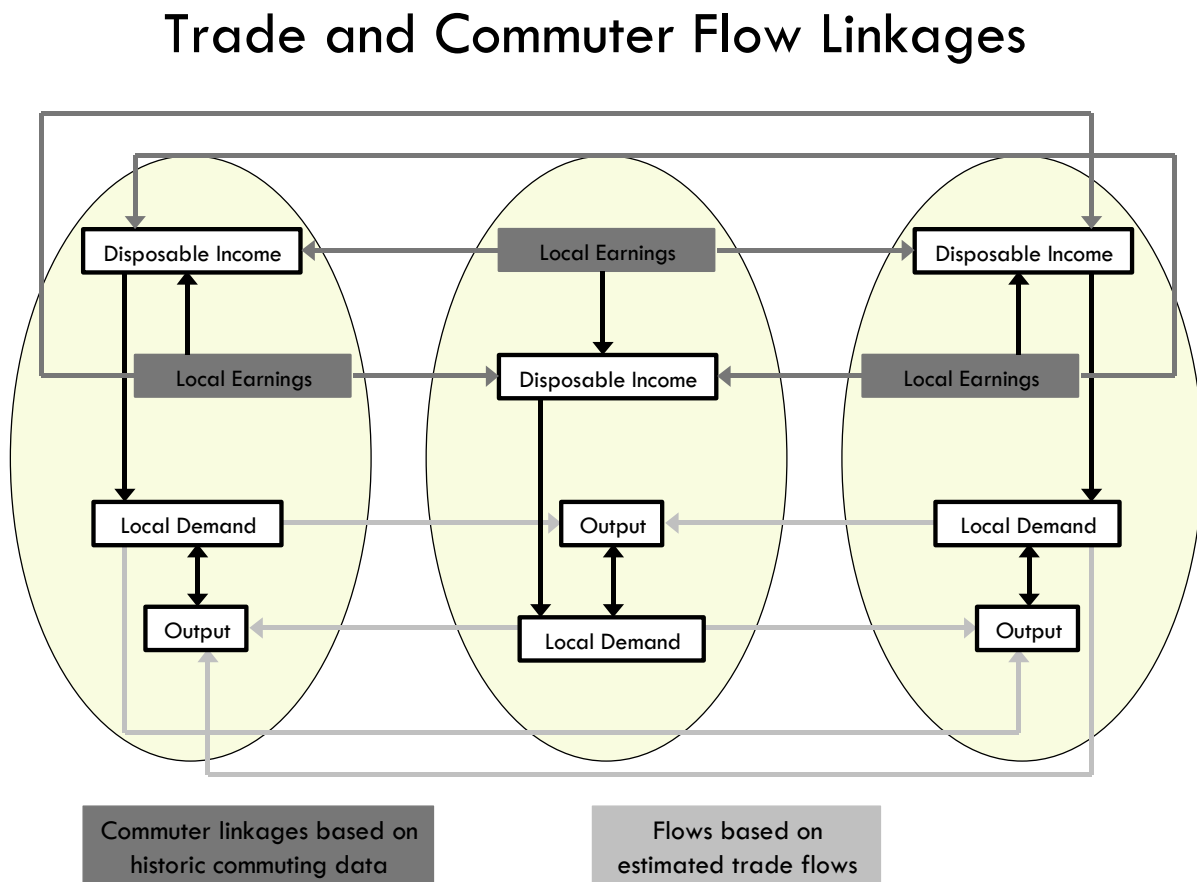 Trade and Commuter Flow Linkages
Disposable Income
Local Earnings
Disposable Income
Local Earnings
Disposable Income
Local Earnings
Local Demand
Output
Local Demand
Output
Local Demand
Output
Commuter linkages based on
historic commuting data
Flows based on
estimated trade flows